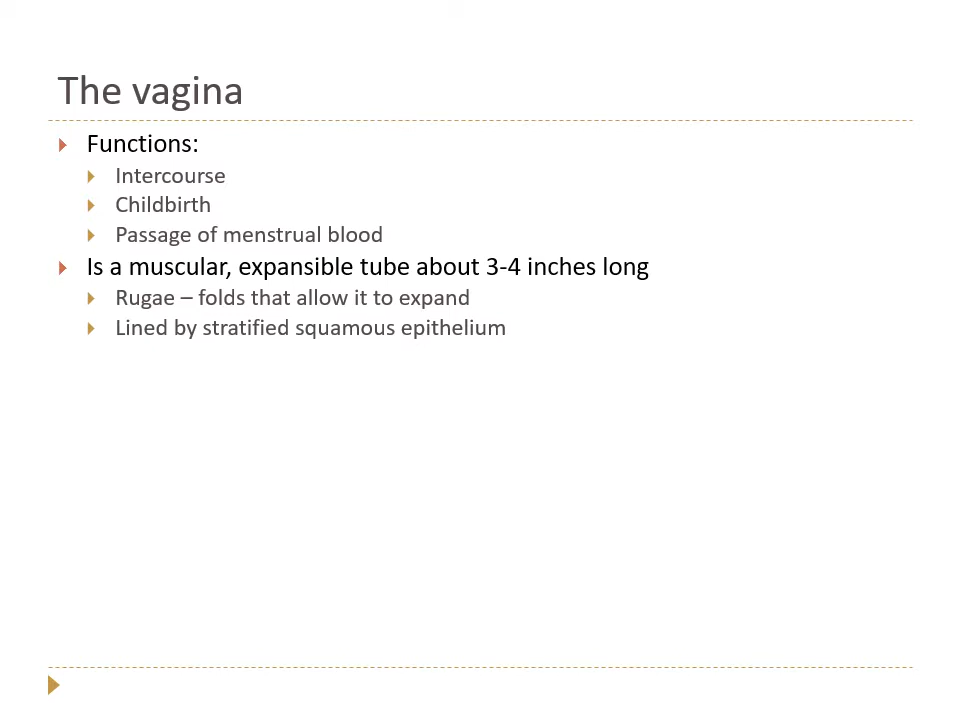 The vagina
Functions:
Intercourse
Childbirth
Passage of menstrual blood
Is a muscular, expansible tube about 3-4 inches long
Rugae – folds that allow it to expand
Lined by stratified squamous epithelium